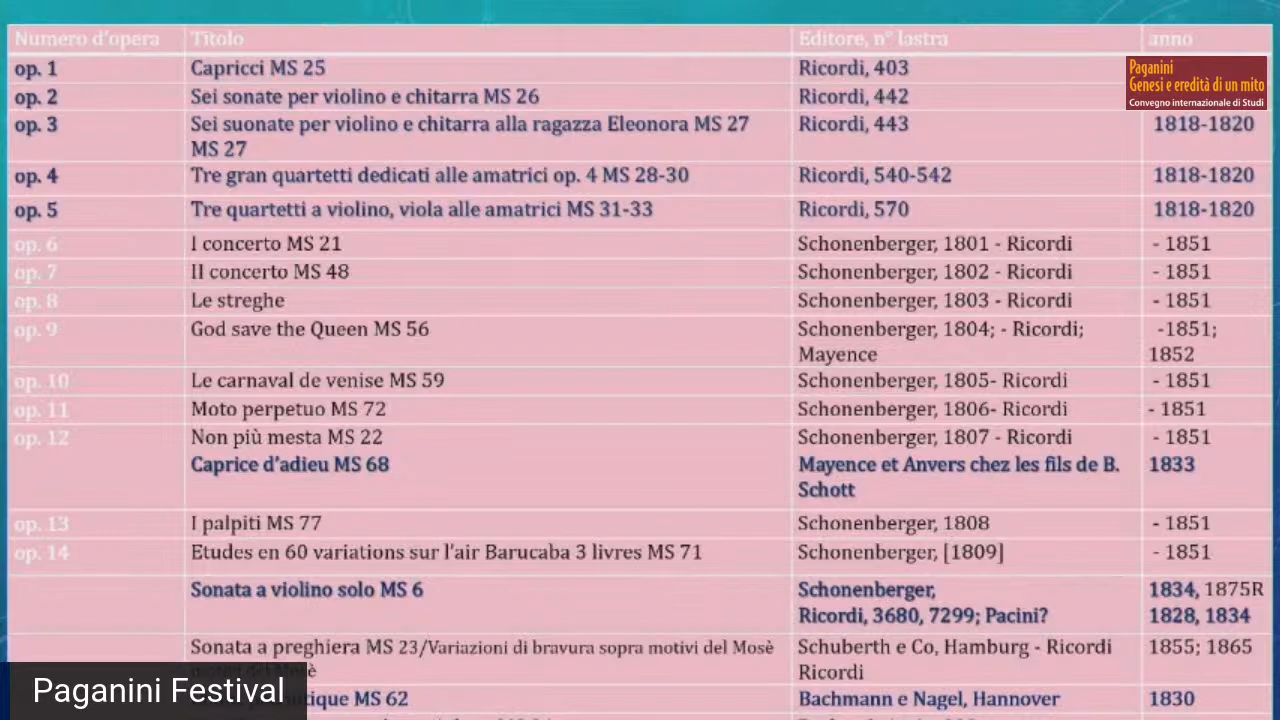 Numero d'opera Titolo Editore, n° lastra anno
Paganini
Genesi e eredità di un mito
Convegno internazionale di Studi
op. 1 Capricci MS 25 Ricordi, 403
op. 2 Sei sonate per violino e chitarra MS 26 Ricordi, 442
op. 3 Sei suonate per violino e chitarra alla ragazza Eleonora MS 27 Ricordi, 443 1818-1820
MS 27
op. 4 Tre gran quartetti dedicati alle amatrici op. 4 MS 28-30 Ricordi, 540-542 1818-1820
op. 5 Tre quartetti a violino, viola alle amatrici MS 31-33 Ricordi, 570 1818-1820
op. 6 I concerto MS 21 Schonenberger, 1801 - Ricordi - 1851
op. 7 II concerto MS 48 Schonenberger, 1802 - Ricordi - 1851
op. 8 Le streghe Schonenberger, 1803 - Ricordi - 1851
op. 9 God save the Queen MS 56 Schonenberger, 1804; - Ricordi; -1851;
Mayence 1852
op. 10 Le carnaval de venise MS 59 Schonenberger, 1805- Ricordi - 1851
op. 11 Moto perpetuo MS 72 Schonenberger, 1806- Ricordi - 1851
op. 12 Non più mesta MS 22 Schonenberger, 1807 - Ricordi - 1851
Caprice d'adieu MS 68 Mayence et Anvers chez les fils de B. 1833
Schott
op. 13 I palpiti MS 77 Schonenberger, 1808 - 1851
op. 14 Etudes en 60 variations sur l'air Barucaba 3 livres MS 71 Schonenberger, [1809] - 1851
Sonata a violino solo MS 6 Schonenberger, 1834, 1875R
Ricordi, 3680, 7299; Pacini? 1828, 1834
Sonata a preghiera MS 23/Variazioni di bravura sopra motivi del Mosè Schuberth e Co, Hamburg - Ricordi 1855; 1865
Ricordi
Paganini Festival
MS 62 Bachmann e Nagel, Hannover 1830